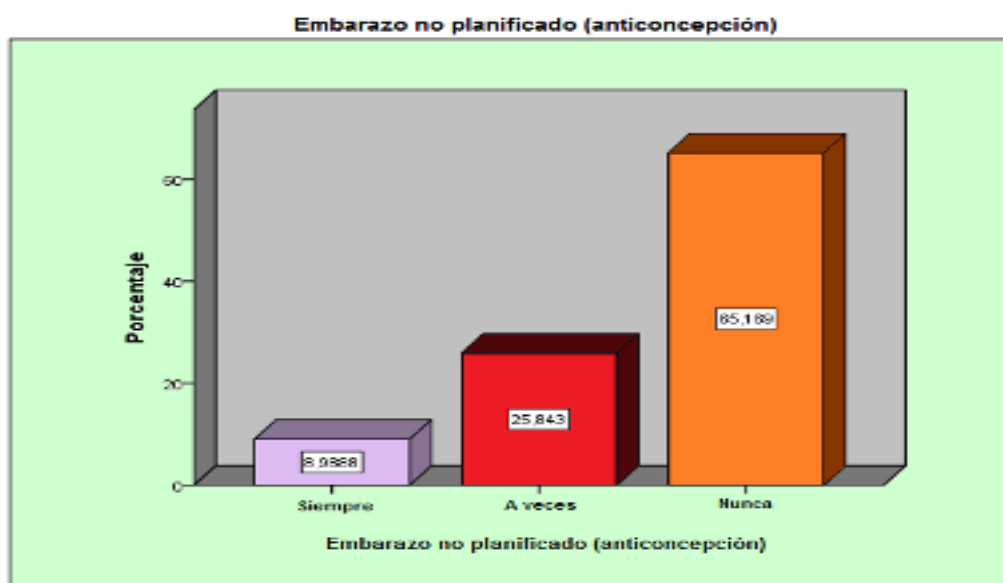 Embarazo no planificado (anticoncepción)
Porcentaje
60
40
20
0
8,9888
25,843
65,169
Siempre
A veces
Nunca
Embarazo no planificado (anticoncepción)